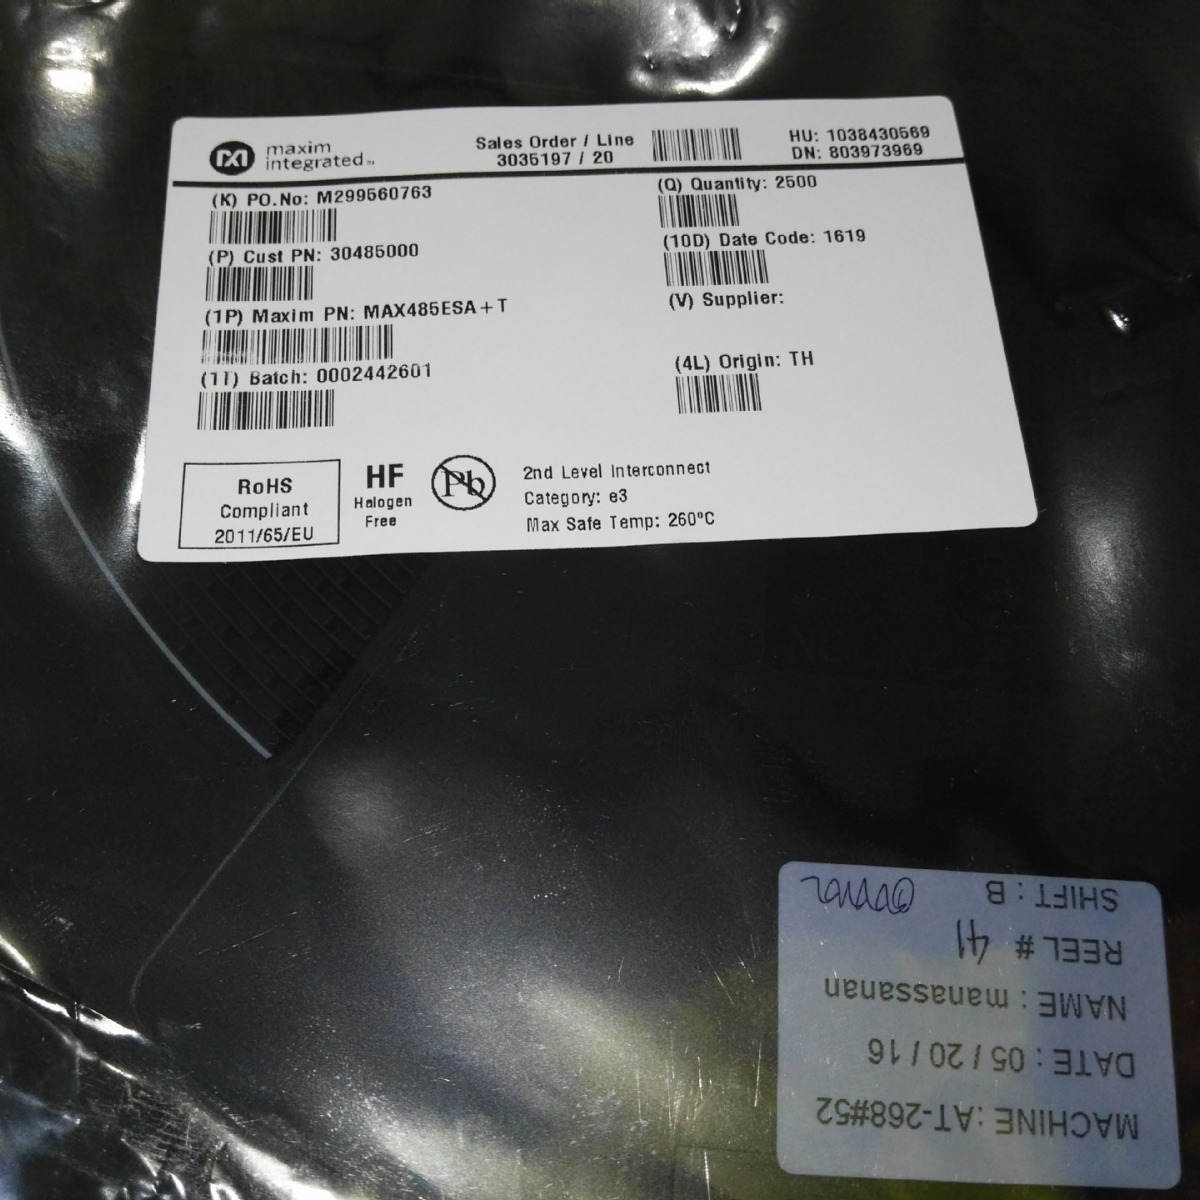 maxim
integrated™
Sales Order / Line
3035197 / 20
HU: 1038430569
DN: 803973969
(K) PO.No: M299560763
(P) Cust PN: 30485000
(1P) Maxim PN: MAX485ESA+T
(1T) Batch: 0002442601
(Q) Quantity: 2500
(10D) Date Code: 1619
(V) Supplier:
(4L) Origin: TH
RoHS
Compliant
2011/65/EU
HF
Halogen
Free
Pb
2nd Level Interconnect
Category: e3
Max Safe Temp: 260ºC
MACHINE: AT-268#52
DATE : 05 / 20 / 16
NAME : manassanan
REEL # 41
SHIFT : B